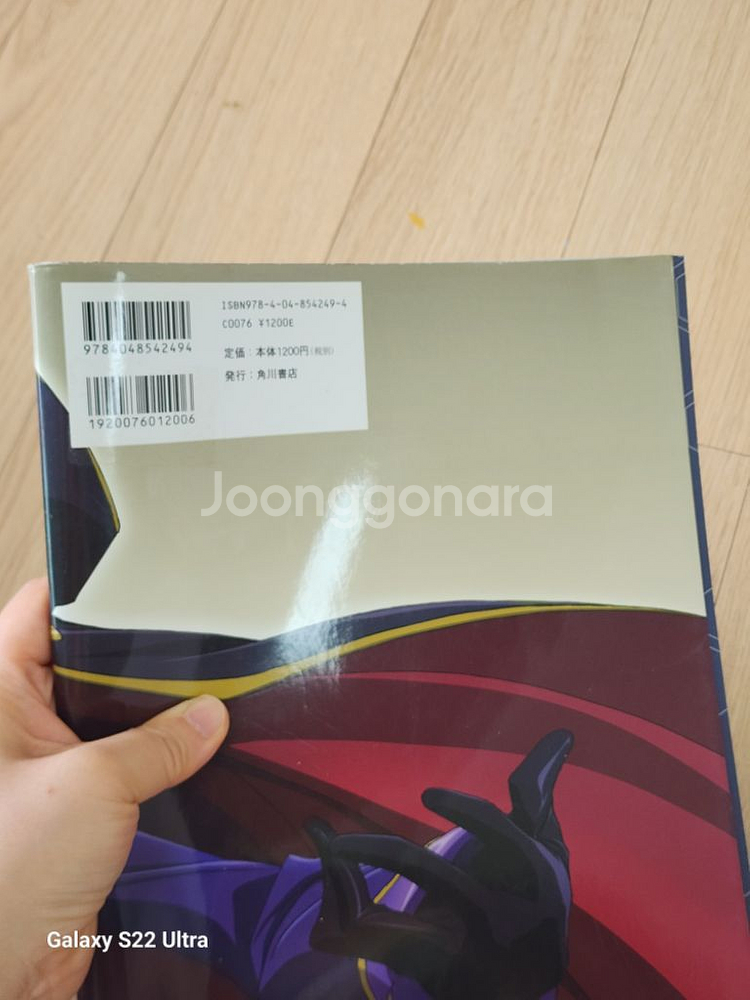 ISBN978-4-04-854249-4
C0076 ¥1200E
9784048542494
定価：本体1200円(税別)
発行：角川書店
1920076012006
Joonggonara
Galaxy S22 Ultra